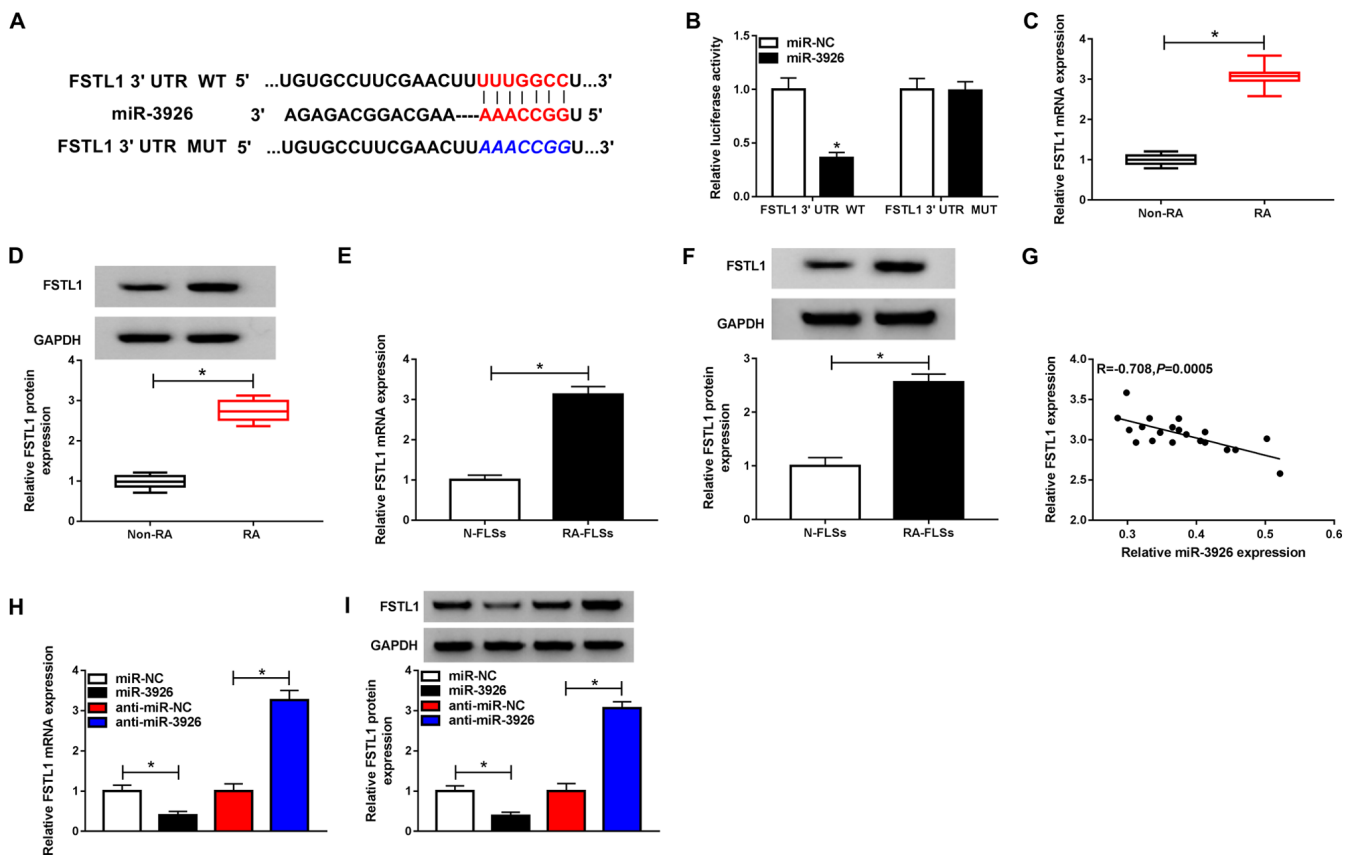 A
FSTL1 3' UTR WT 5' ...UGUGCCUUCGAACUUUUUGGCCU...3'
miR-3926 3' AGAGACGGACGAA----AAACCGGU 5'
FSTL1 3' UTR MUT 5' ...UGUGCCUUCGAACUUAAACCGGU...3'
B
Relative luciferase activity
1.5
1.0
0.5
0.0
miR-NC
miR-3926
*
FSTL1 3' UTR WT
FSTL1 3' UTR MUT
C
Relative FSTL1 mRNA expression
4
3
2
1
0
*
Non-RA
RA
D
FSTL1
GAPDH
Relative FSTL1 protein
expression
4
3
2
1
0
*
Non-RA
RA
E
Relative FSTL1 mRNA expression
4
3
2
1
0
*
N-FLSs
RA-FLSs
F
FSTL1
GAPDH
Relative FSTL1 protein
expression
3
2
1
0
*
N-FLSs
RA-FLSs
G
Relative FSTL1 expression
4.0
3.5
3.0
2.5
2.0
R=-0.708,P=0.0005
0.3
0.4
0.5
0.6
Relative miR-3926 expression
H
Relative FSTL1 mRNA expression
4
3
2
1
0
miR-NC
miR-3926
anti-miR-NC
anti-miR-3926
*
*
I
FSTL1
GAPDH
Relative FSTL1 protein
expression
4
3
2
1
0
miR-NC
miR-3926
anti-miR-NC
anti-miR-3926
*
*